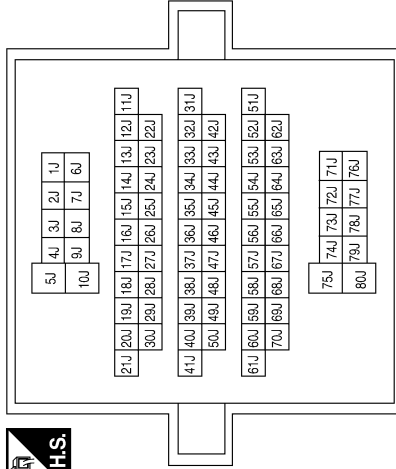 H.S.
5J 4J 3J 2J 1J
10J 9J 8J 7J 6J
21J 20J 19J 18J 17J 16J 15J 14J 13J 12J 11J
30J 29J 28J 27J 26J 25J 24J 23J 22J
41J 40J 39J 38J 37J 36J 35J 34J 33J 32J 31J
50J 49J 48J 47J 46J 45J 44J 43J 42J
61J 60J 59J 58J 57J 56J 55J 54J 53J 52J 51J
70J 69J 68J 67J 66J 65J 64J 63J 62J
75J 74J 73J 72J 71J
80J 79J 78J 77J 76J